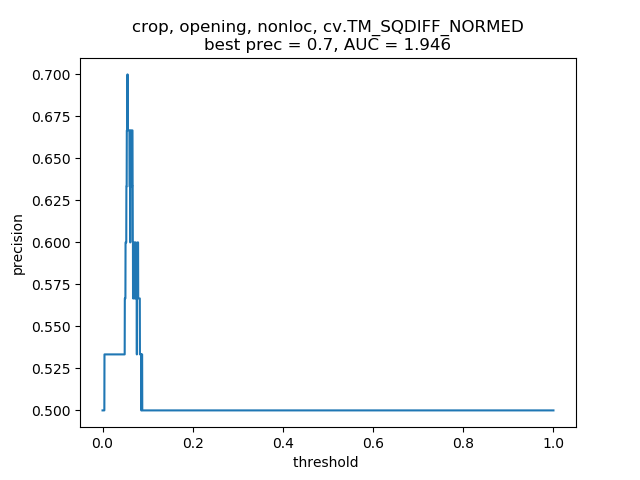 crop, opening, nonloc, cv.TM_SQDIFF_NORMED
best prec = 0.7, AUC = 1.946
0.700
0.675
0.650
0.625
0.600
0.575
0.550
0.525
0.500
precision
0.0 0.2 0.4 0.6 0.8 1.0
threshold